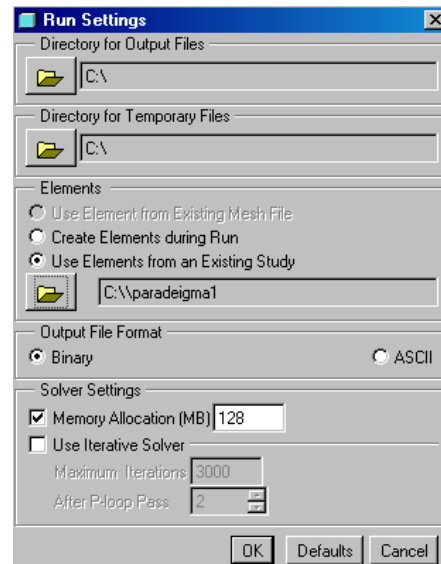 Run Settings
Directory for Output Files
C:\
Directory for Temporary Files
C:\
Elements
Use Element from Existing Mesh File
Create Elements during Run
Use Elements from an Existing Study
C:\\paradeigma1
Output File Format
Binary ASCII
Solver Settings
Memory Allocation (MB) 128
Use Iterative Solver
Maximum Iterations 3000
After P-loop Pass 2
OK Defaults Cancel